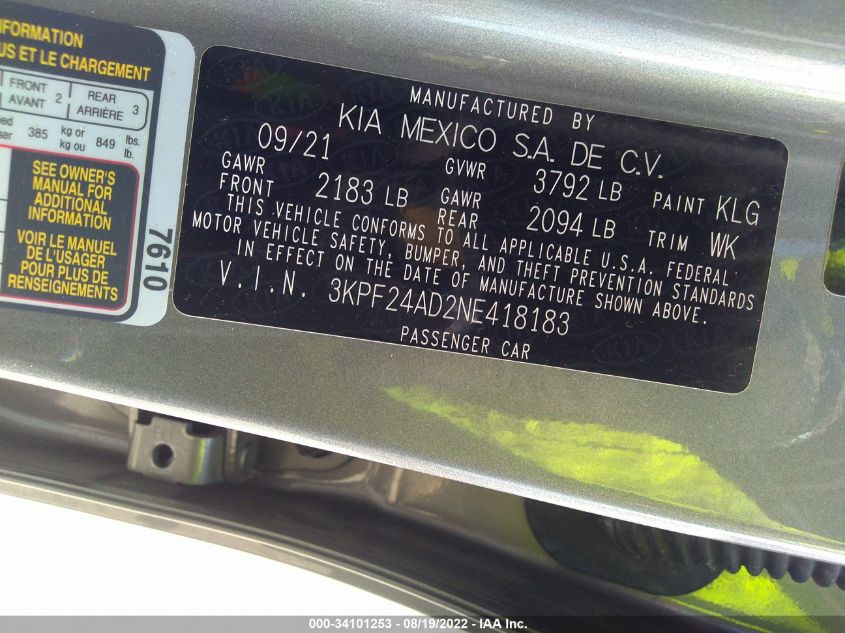 INFORMATION
US ET LE CHARGEMENT
FRONT
AVANT 2
REAR
ARRIÈRE 3
385 kg or
kg ou 849 lbs.
lb.
SEE OWNER'S
MANUAL FOR
ADDITIONAL
INFORMATION
VOIR LE MANUEL
DE L'USAGER
POUR PLUS DE
RENSEIGNEMENTS
7610
MANUFACTURED BY
KIA MEXICO S.A. DE C.V.
09/21 GVWR 3792 LB PAINT KLG
GAWR
FRONT 2183 LB GAWR
REAR 2094 LB TRIM WK
THIS VEHICLE CONFORMS TO ALL APPLICABLE U.S.A. FEDERAL
MOTOR VEHICLE SAFETY, BUMPER, AND THEFT PREVENTION STANDARDS
IN EFFECT ON THE DATE OF MANUFACTURE SHOWN ABOVE.
V.I.N. 3KPF24AD2NE418183
PASSENGER CAR
000-34101253 - 08/19/2022 - IAA Inc.